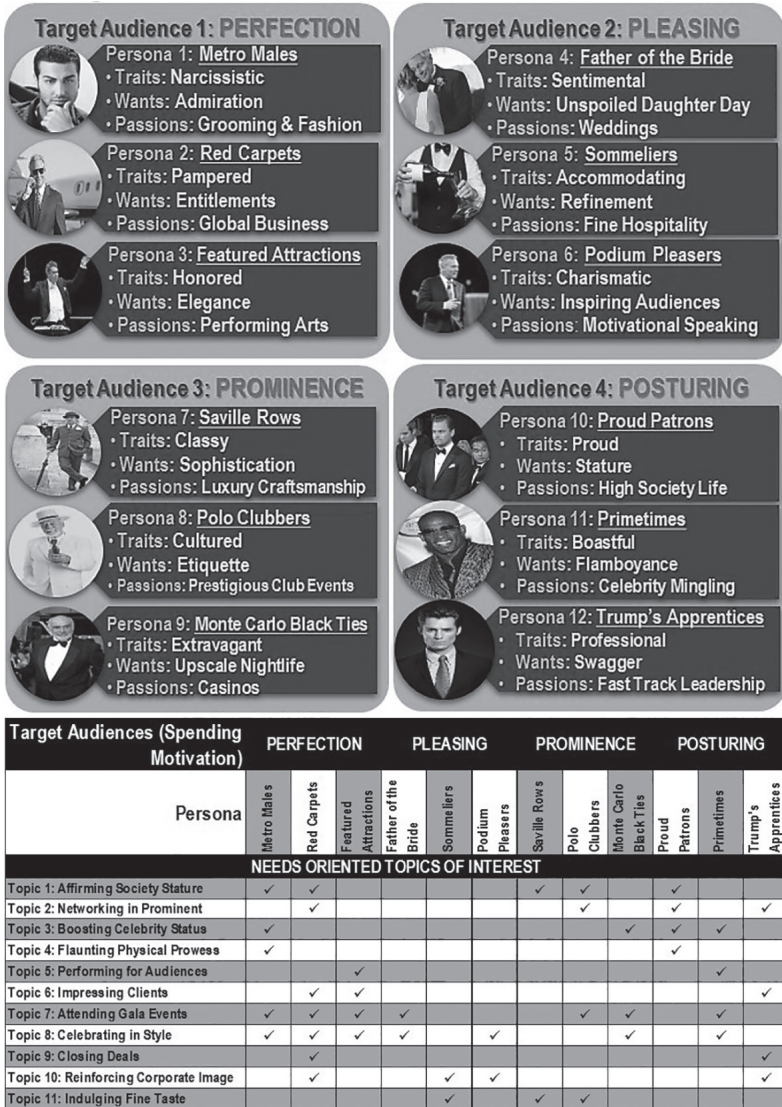 Target Audience 1: PERFECTION
Persona 1: Metro Males
• Traits: Narcissistic
• Wants: Admiration
• Passions: Grooming & Fashion
Persona 2: Red Carpets
• Traits: Pampered
• Wants: Entitlements
• Passions: Global Business
Persona 3: Featured Attractions
• Traits: Honored
• Wants: Elegance
• Passions: Performing Arts
Target Audience 2: PLEASING
Persona 4: Father of the Bride
• Traits: Sentimental
• Wants: Unspoiled Daughter Day
• Passions: Weddings
Persona 5: Sommeliers
• Traits: Accommodating
• Wants: Refinement
• Passions: Fine Hospitality
Persona 6: Podium Pleasers
• Traits: Charismatic
• Wants: Inspiring Audiences
• Passions: Motivational Speaking
Target Audience 3: PROMINENCE
Persona 7: Saville Rows
• Traits: Classy
• Wants: Sophistication
• Passions: Luxury Craftsmanship
Persona 8: Polo Clubbers
• Traits: Cultured
• Wants: Etiquette
• Passions: Prestigious Club Events
Persona 9: Monte Carlo Black Ties
• Traits: Extravagant
• Wants: Upscale Nightlife
• Passions: Casinos
Target Audience 4: POSTURING
Persona 10: Proud Patrons
• Traits: Proud
• Wants: Stature
• Passions: High Society Life
Persona 11: Primetimes
• Traits: Boastful
• Wants: Flamboyance
• Passions: Celebrity Mingling
Persona 12: Trump's Apprentices
• Traits: Professional
• Wants: Swagger
• Passions: Fast Track Leadership
Target Audiences (Spending
Motivation)
PERFECTION PLEASING PROMINENCE POSTURING
Persona
Metro Males
Red Carpets
Featured
Attractions
Father of the
Bride
Sommeliers
Podium
Pleasers
Saville Rows
Polo
Clubbers
Monte Carlo
Black Ties
Proud
Patrons
Primetimes
Trump's
Apprentices
NEEDS ORIENTED TOPICS OF INTEREST
Topic 1: Affirming Society Stature ✓ ✓ ✓ ✓ ✓
Topic 2: Networking in Prominent ✓ ✓ ✓ ✓
Topic 3: Boosting Celebrity Status ✓ ✓ ✓ ✓
Topic 4: Flaunting Physical Prowess ✓ ✓
Topic 5: Performing for Audiences ✓ ✓
Topic 6: Impressing Clients ✓ ✓ ✓
Topic 7: Attending Gala Events ✓ ✓ ✓ ✓ ✓ ✓ ✓
Topic 8: Celebrating in Style ✓ ✓ ✓ ✓ ✓ ✓ ✓
Topic 9: Closing Deals ✓ ✓
Topic 10: Reinforcing Corporate Image ✓ ✓ ✓ ✓
Topic 11: Indulging Fine Taste ✓ ✓ ✓